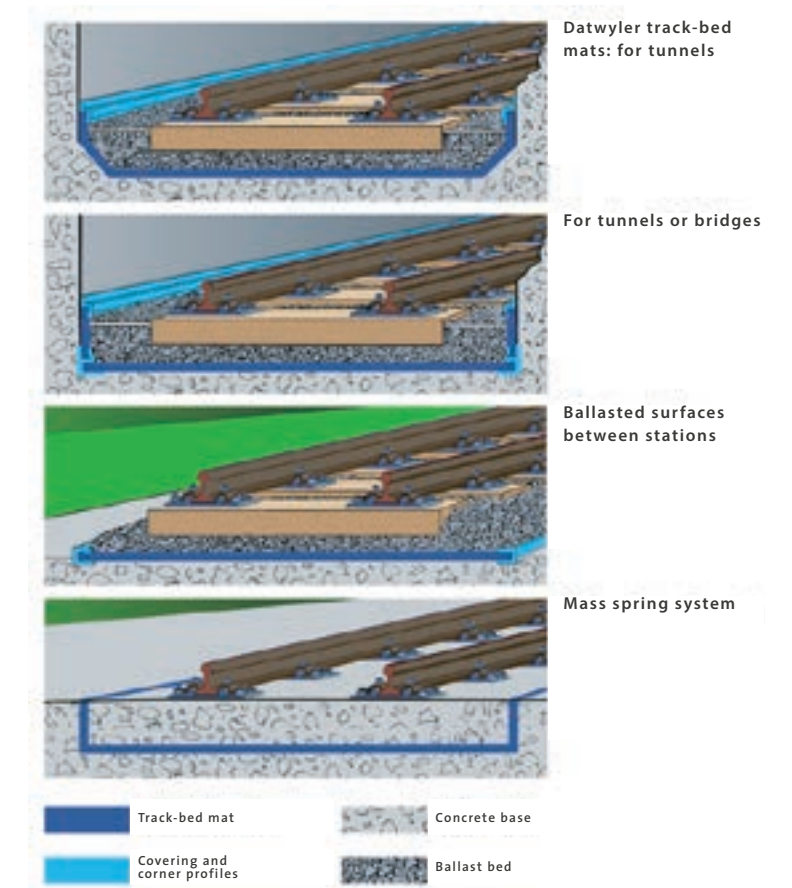 Datwyler track-bed
mats: for tunnels
For tunnels or bridges
Ballasted surfaces
between stations
Mass spring system
Track-bed mat
Concrete base
Covering and
corner profiles
Ballast bed